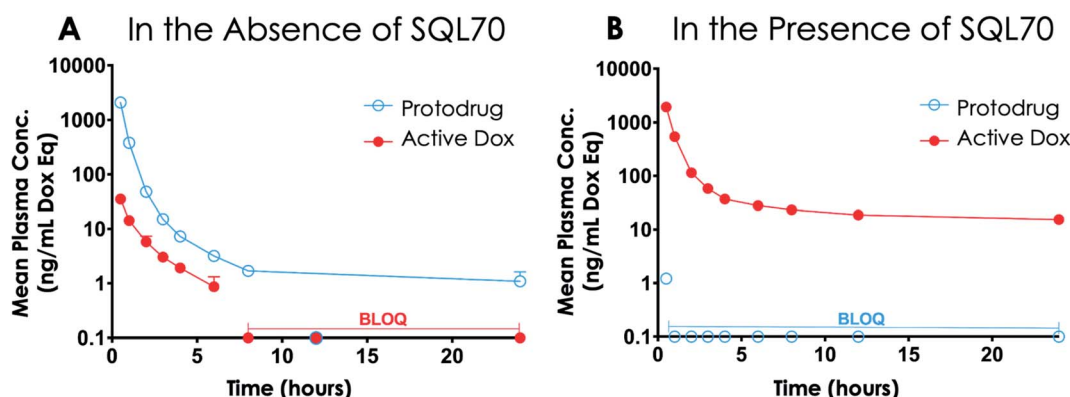 A In the Absence of SQL70
10000
1000
100
10
1
0.1
Mean Plasma Conc.
(ng/mL Dox Eq)
Protodrug
Active Dox
BLOQ
0 5 10 15 20
Time (hours)
B In the Presence of SQL70
10000
1000
100
10
1
0.1
Mean Plasma Conc.
(ng/mL Dox Eq)
Protodrug
Active Dox
BLOQ
0 5 10 15 20
Time (hours)